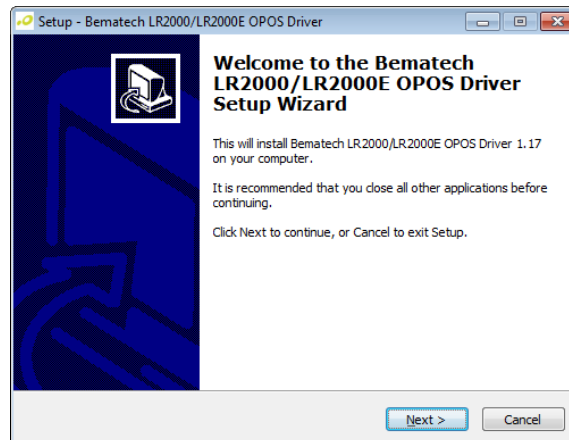 Setup - Bematech LR2000/LR2000E OPOS Driver
Welcome to the Bematech
LR2000/LR2000E OPOS Driver
Setup Wizard
This will install Bematech LR2000/LR2000E OPOS Driver 1.17
on your computer.
It is recommended that you close all other applications before
continuing.
Click Next to continue, or Cancel to exit Setup.
Next >
Cancel